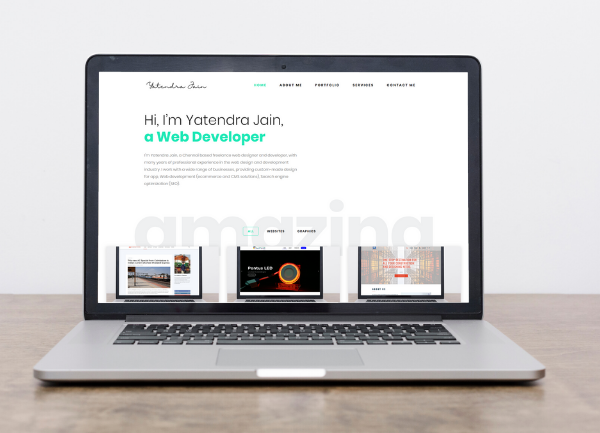 Yatendra Jain
HOME ABOUT ME PORTFOLIO SERVICES CONTACT ME
Hi, I'm Yatendra Jain,
a Web Developer
I'm Yatendra Jain, a Chennai based freelance web designer and developer, with
many years of professional experience in the web design and development
industry. I work with a wide range of businesses, providing custom-made design
for app, Web development (ecommerce and CMS solutions), Search engine
optimization (SEO).
amazing
ALL WEBSITES GRAPHICS
Pontus LED
ABOUT US